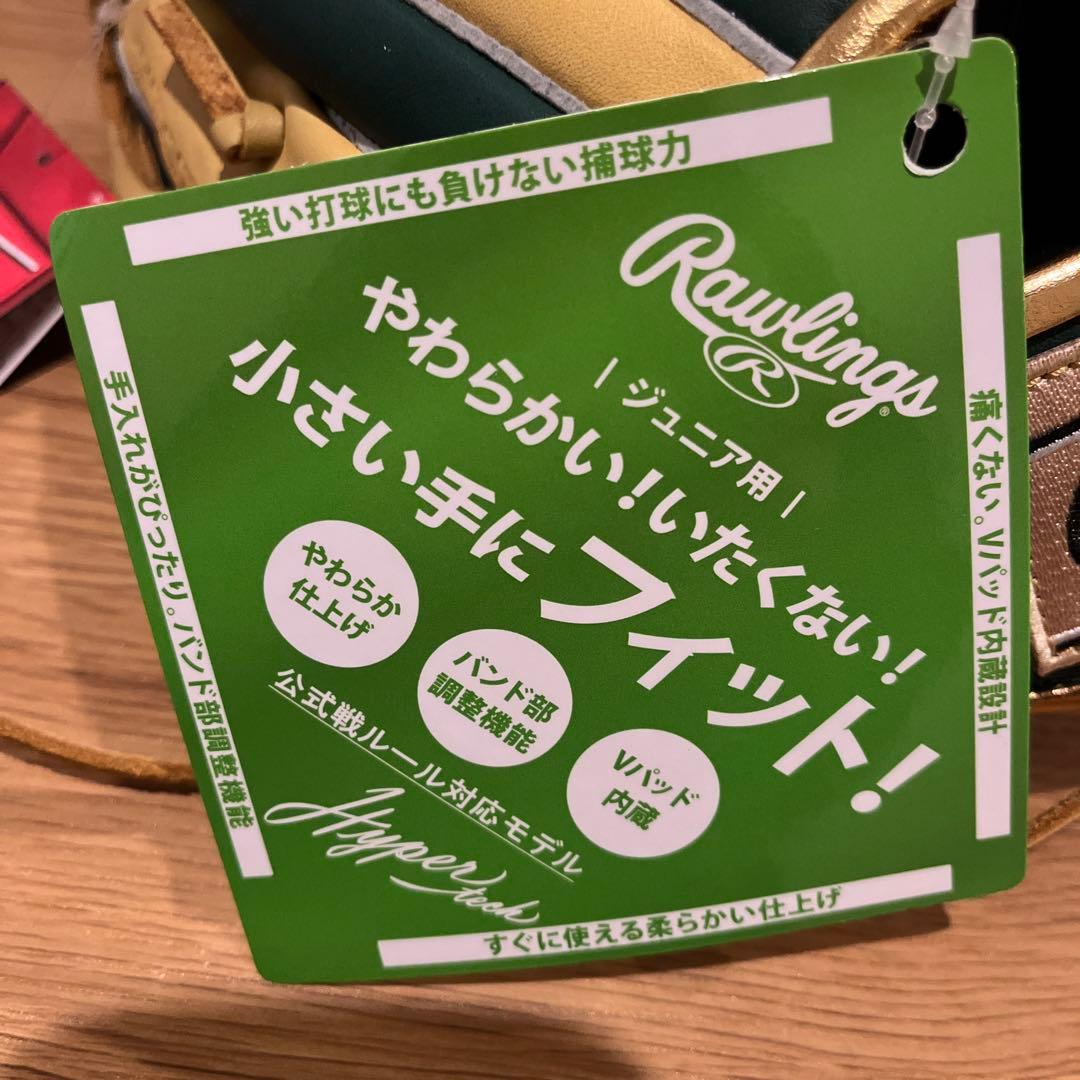 強い打球にも負けない捕球力
Rawlings
R
®
ジュニア用
やわらかい!いたくない!
小さい手にフィット!
やわらか
仕上げ
バンド部
調整機能
Vパッド
内蔵
公式戦ルール対応モデル
Hyper tech
手入れがぴったり。バンド部調整機能
痛くない。Vパッド内蔵設計
すぐに使える柔らかい仕上げ